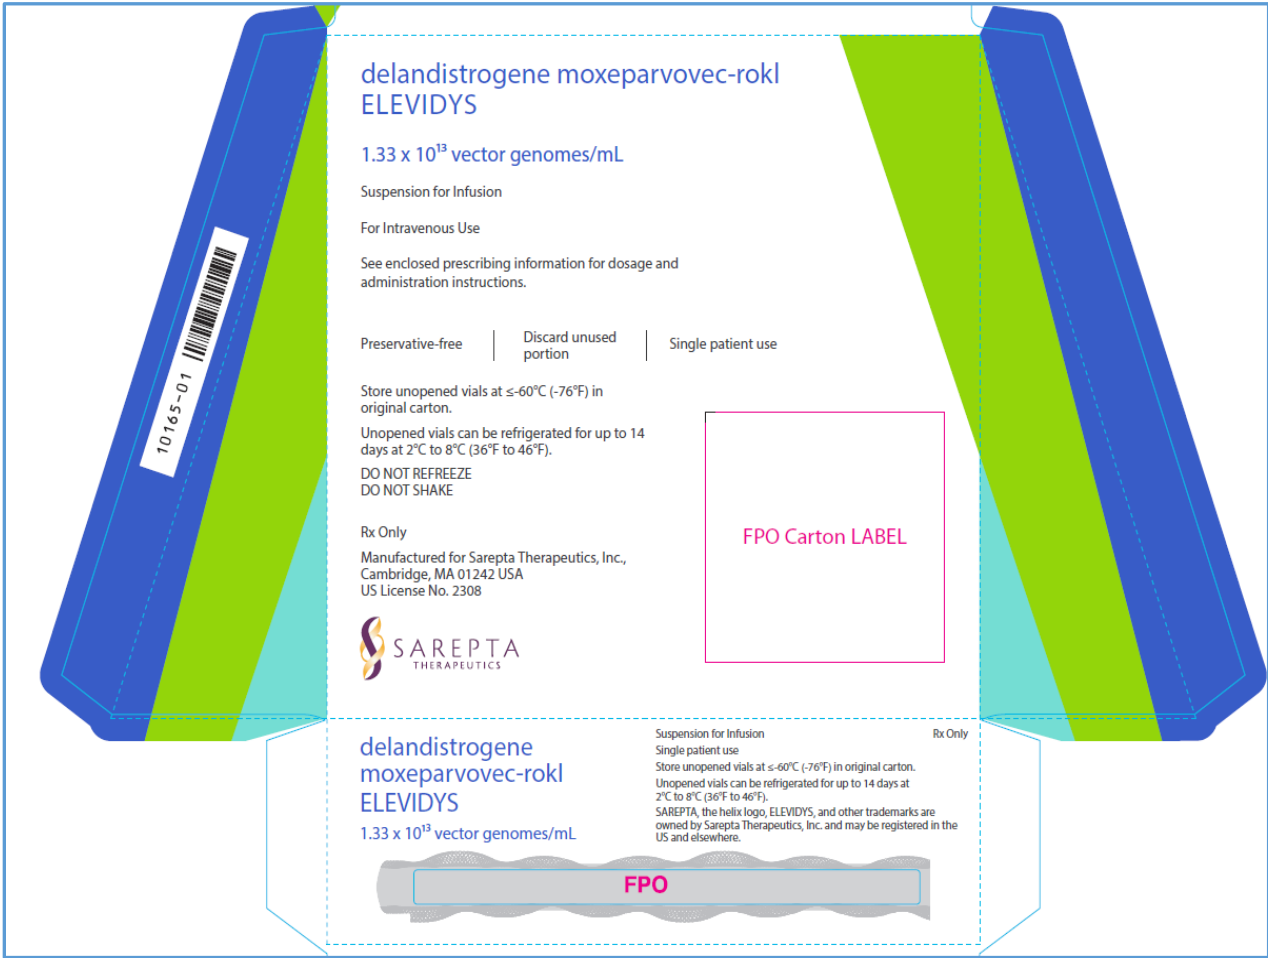 delandistrogene moxeparvovec-rokl
ELEVIDYS
1.33 x 10¹³ vector genomes/mL
Suspension for Infusion
For Intravenous Use
See enclosed prescribing information for dosage and
administration instructions.
Preservative-free
Discard unused
portion
Single patient use
Store unopened vials at ≤-60°C (-76°F) in
original carton.
Unopened vials can be refrigerated for up to 14
days at 2°C to 8°C (36°F to 46°F).
DO NOT REFREEZE
DO NOT SHAKE
Rx Only
Manufactured for Sarepta Therapeutics, Inc.,
Cambridge, MA 01242 USA
US License No. 2308
SAREPTA
THERAPEUTICS
FPO Carton LABEL
10165-01
delandistrogene
moxeparvovec-rokl
ELEVIDYS
1.33 x 10¹³ vector genomes/mL
Suspension for Infusion
Rx Only
Single patient use
Store unopened vials at ≤-60°C (-76°F) in original carton.
Unopened vials can be refrigerated for up to 14 days at
2°C to 8°C (36°F to 46°F).
SAREPTA, the helix logo, ELEVIDYS, and other trademarks are
owned by Sarepta Therapeutics, Inc. and may be registered in the
US and elsewhere.
FPO